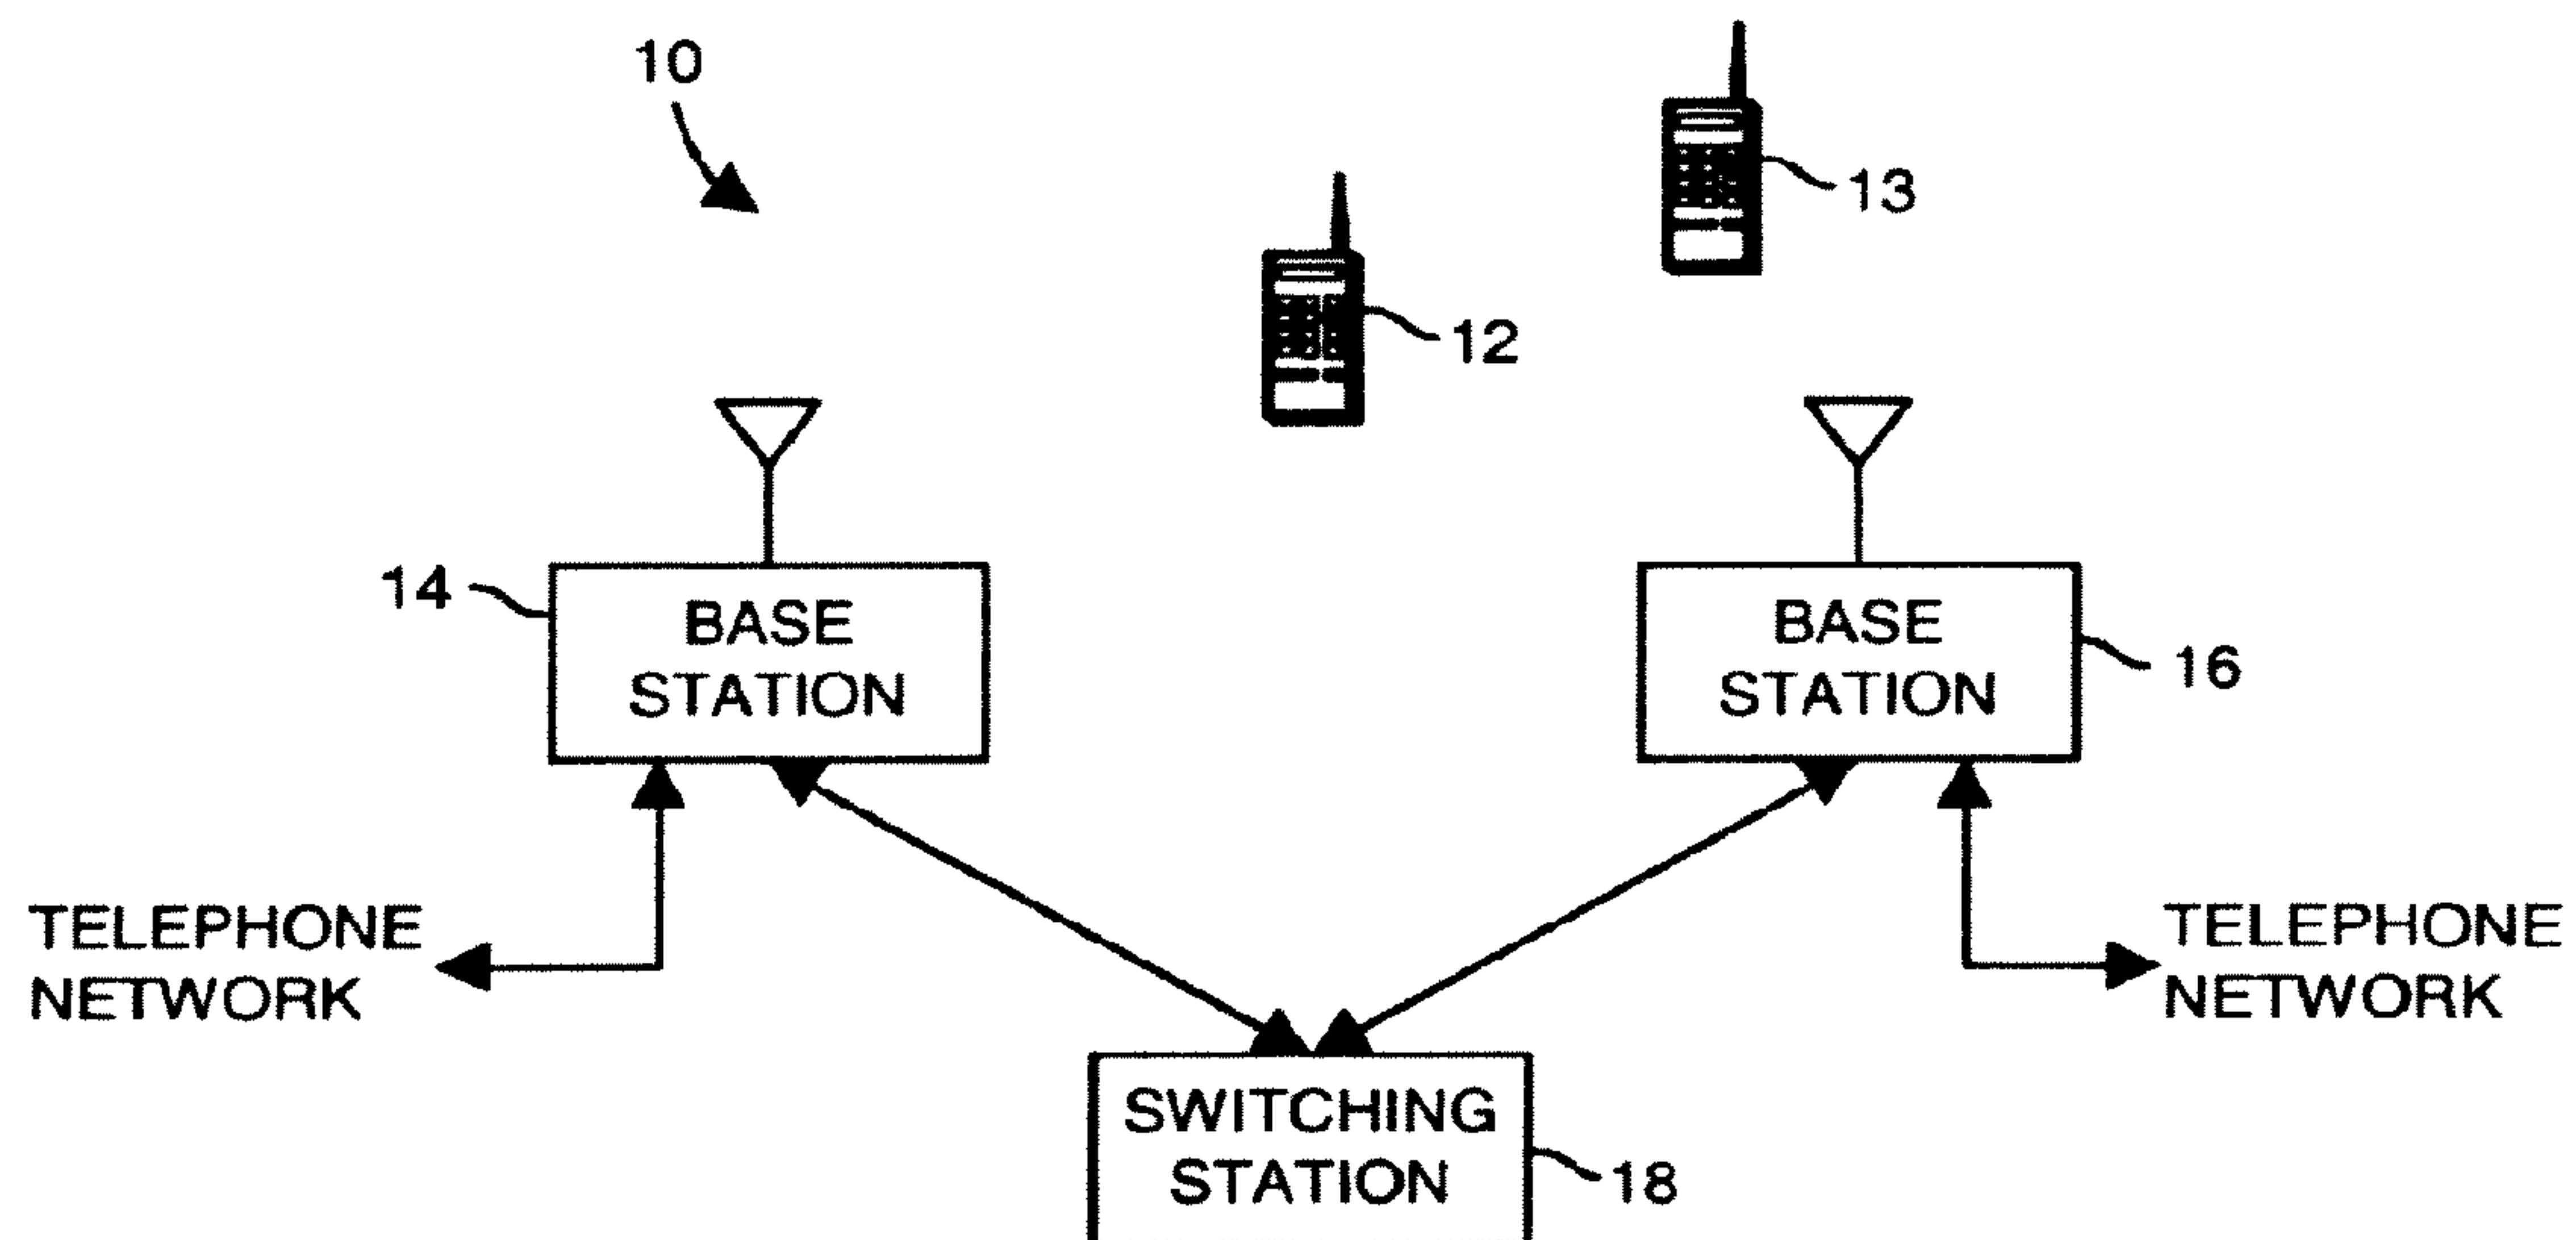 10
13
12
14
BASE
STATION
BASE
STATION
16
TELEPHONE
NETWORK
TELEPHONE
NETWORK
SWITCHING
STATION
18